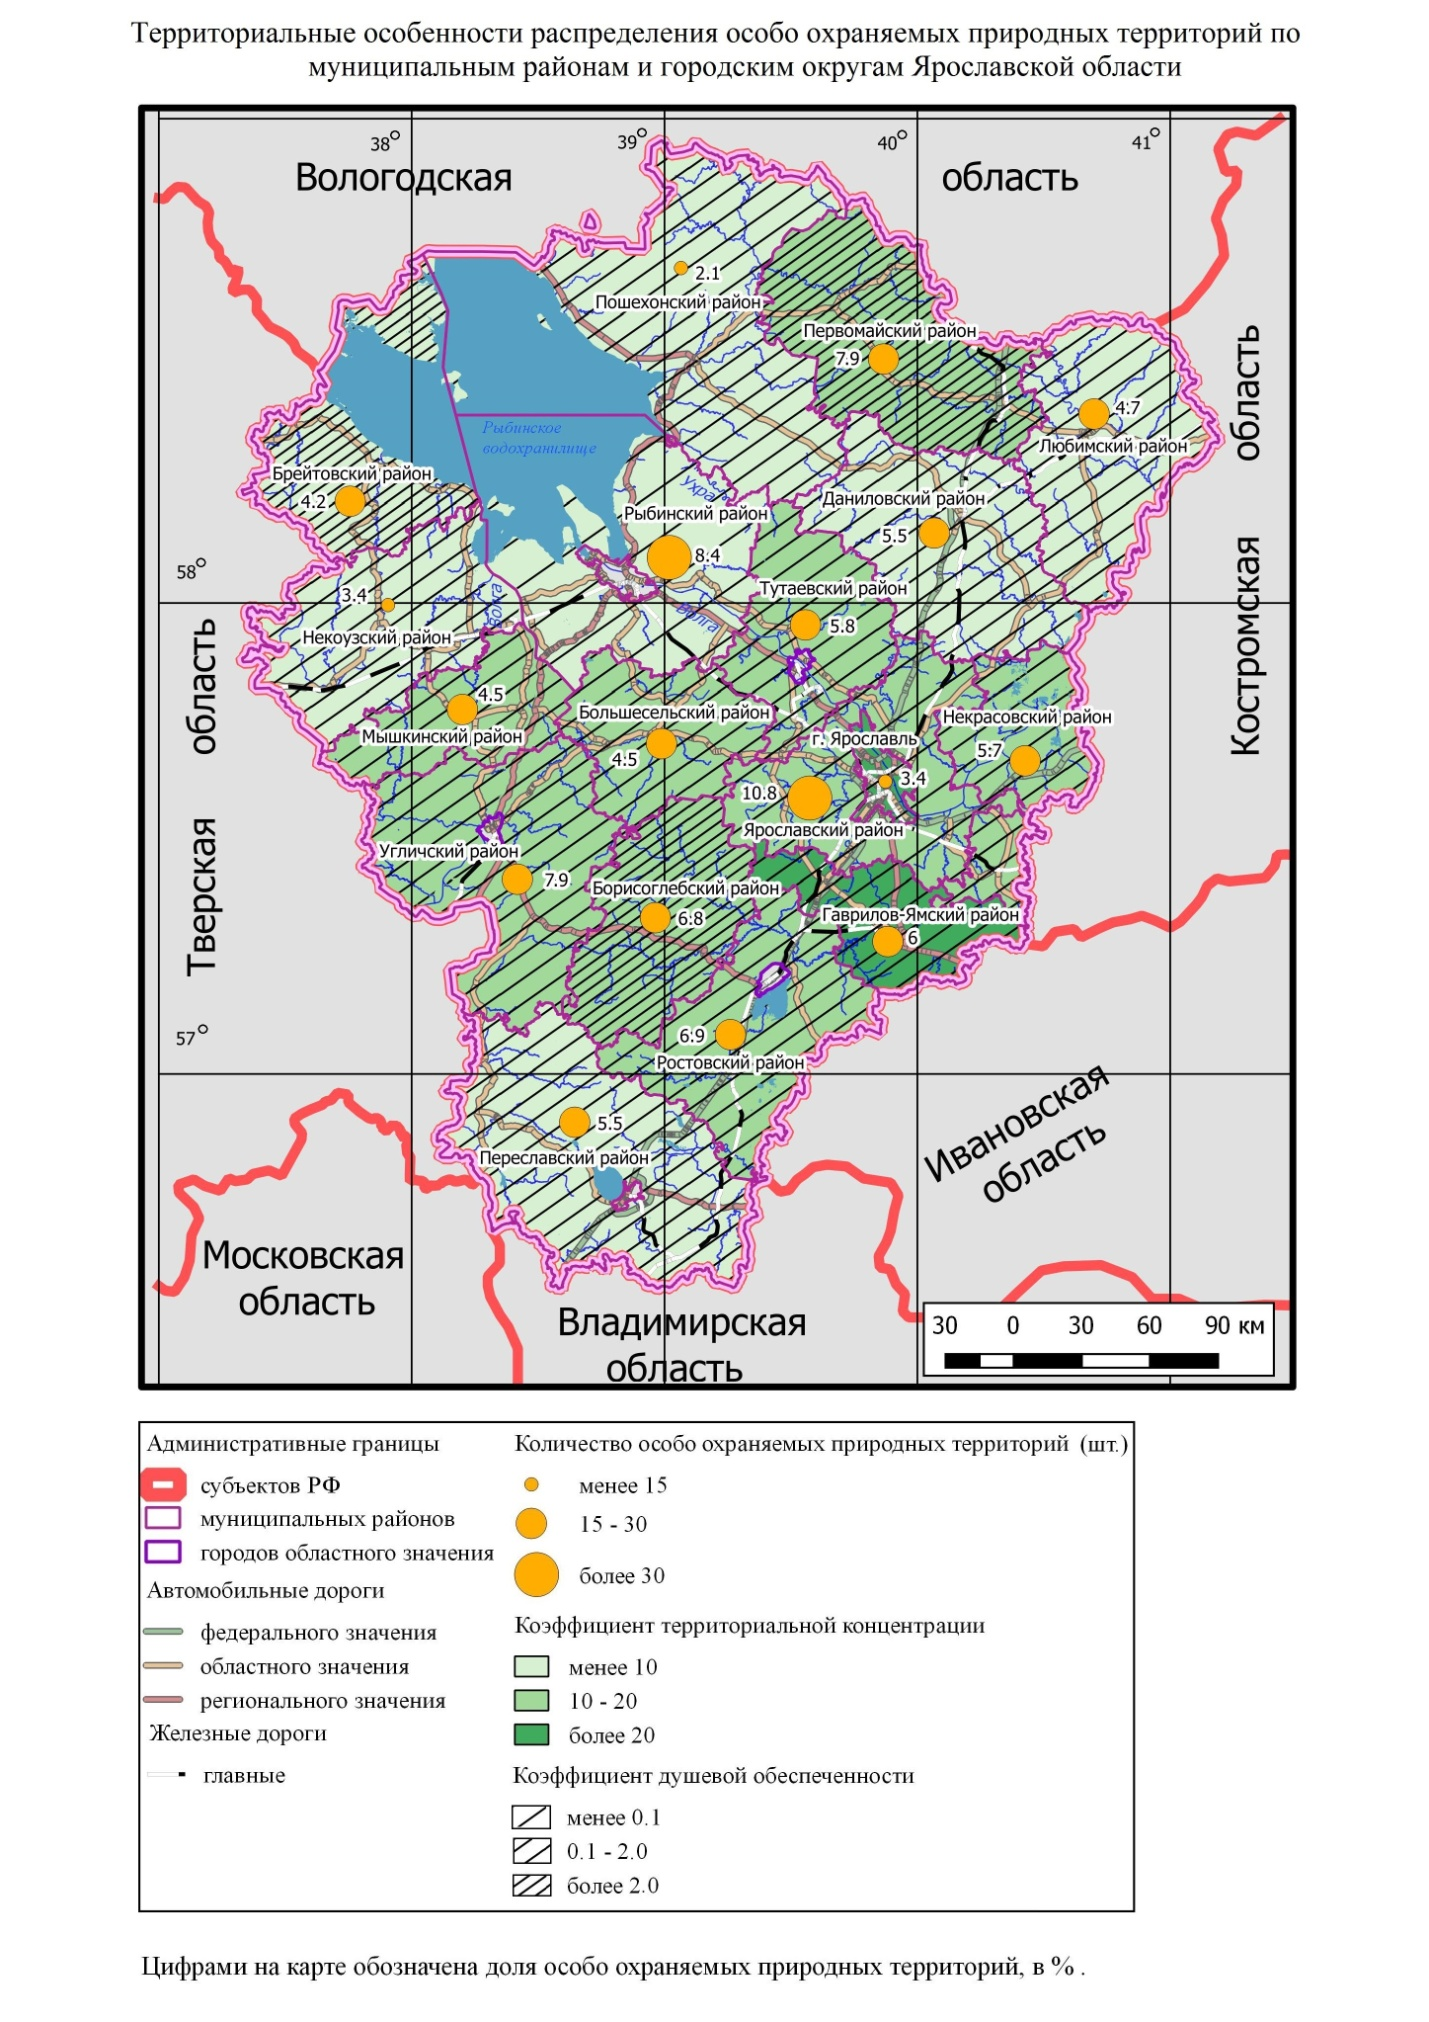 Территориальные особенности распределения особо охраняемых природных территорий по
муниципальным районам и городским округам Ярославской области
38°
39°
40°
41°
Вологодская
область
2.1
Пошехонский район
Первомайский район
7.9
4:7
Любимский район
область
Рыбинское
водохранилище
Брейтовский район
4.2
Ухра
Рыбинский район
Даниловский район
5.5
8.4
58°
3.4
Волга
Тутаевский район
Волга
5.8
Некоузский район
область
Костромская
4.5
Мышкинский район
Большесельский район
4:5
г. Ярославль
Некрасовский район
5:7
3.4
10.8
Ярославский район
Тверская
Угличский район
7.9
Борисоглебский район
6:8
Гаврилов-Ямский район
6
57°
6:9
Ростовский район
5.5
Переславский район
Ивановская
область
Московская
область
Владимирская
область
30 0 30 60 90 км
Административные границы
субъектов РФ
муниципальных районов
городов областного значения
Автомобильные дороги
федерального значения
областного значения
регионального значения
Железные дороги
главные
Количество особо охраняемых природных территорий (шт.)
менее 15
15 - 30
более 30
Коэффициент территориальной концентрации
менее 10
10 - 20
более 20
Коэффициент душевой обеспеченности
менее 0.1
0.1 - 2.0
более 2.0
Цифрами на карте обозначена доля особо охраняемых природных территорий, в % .